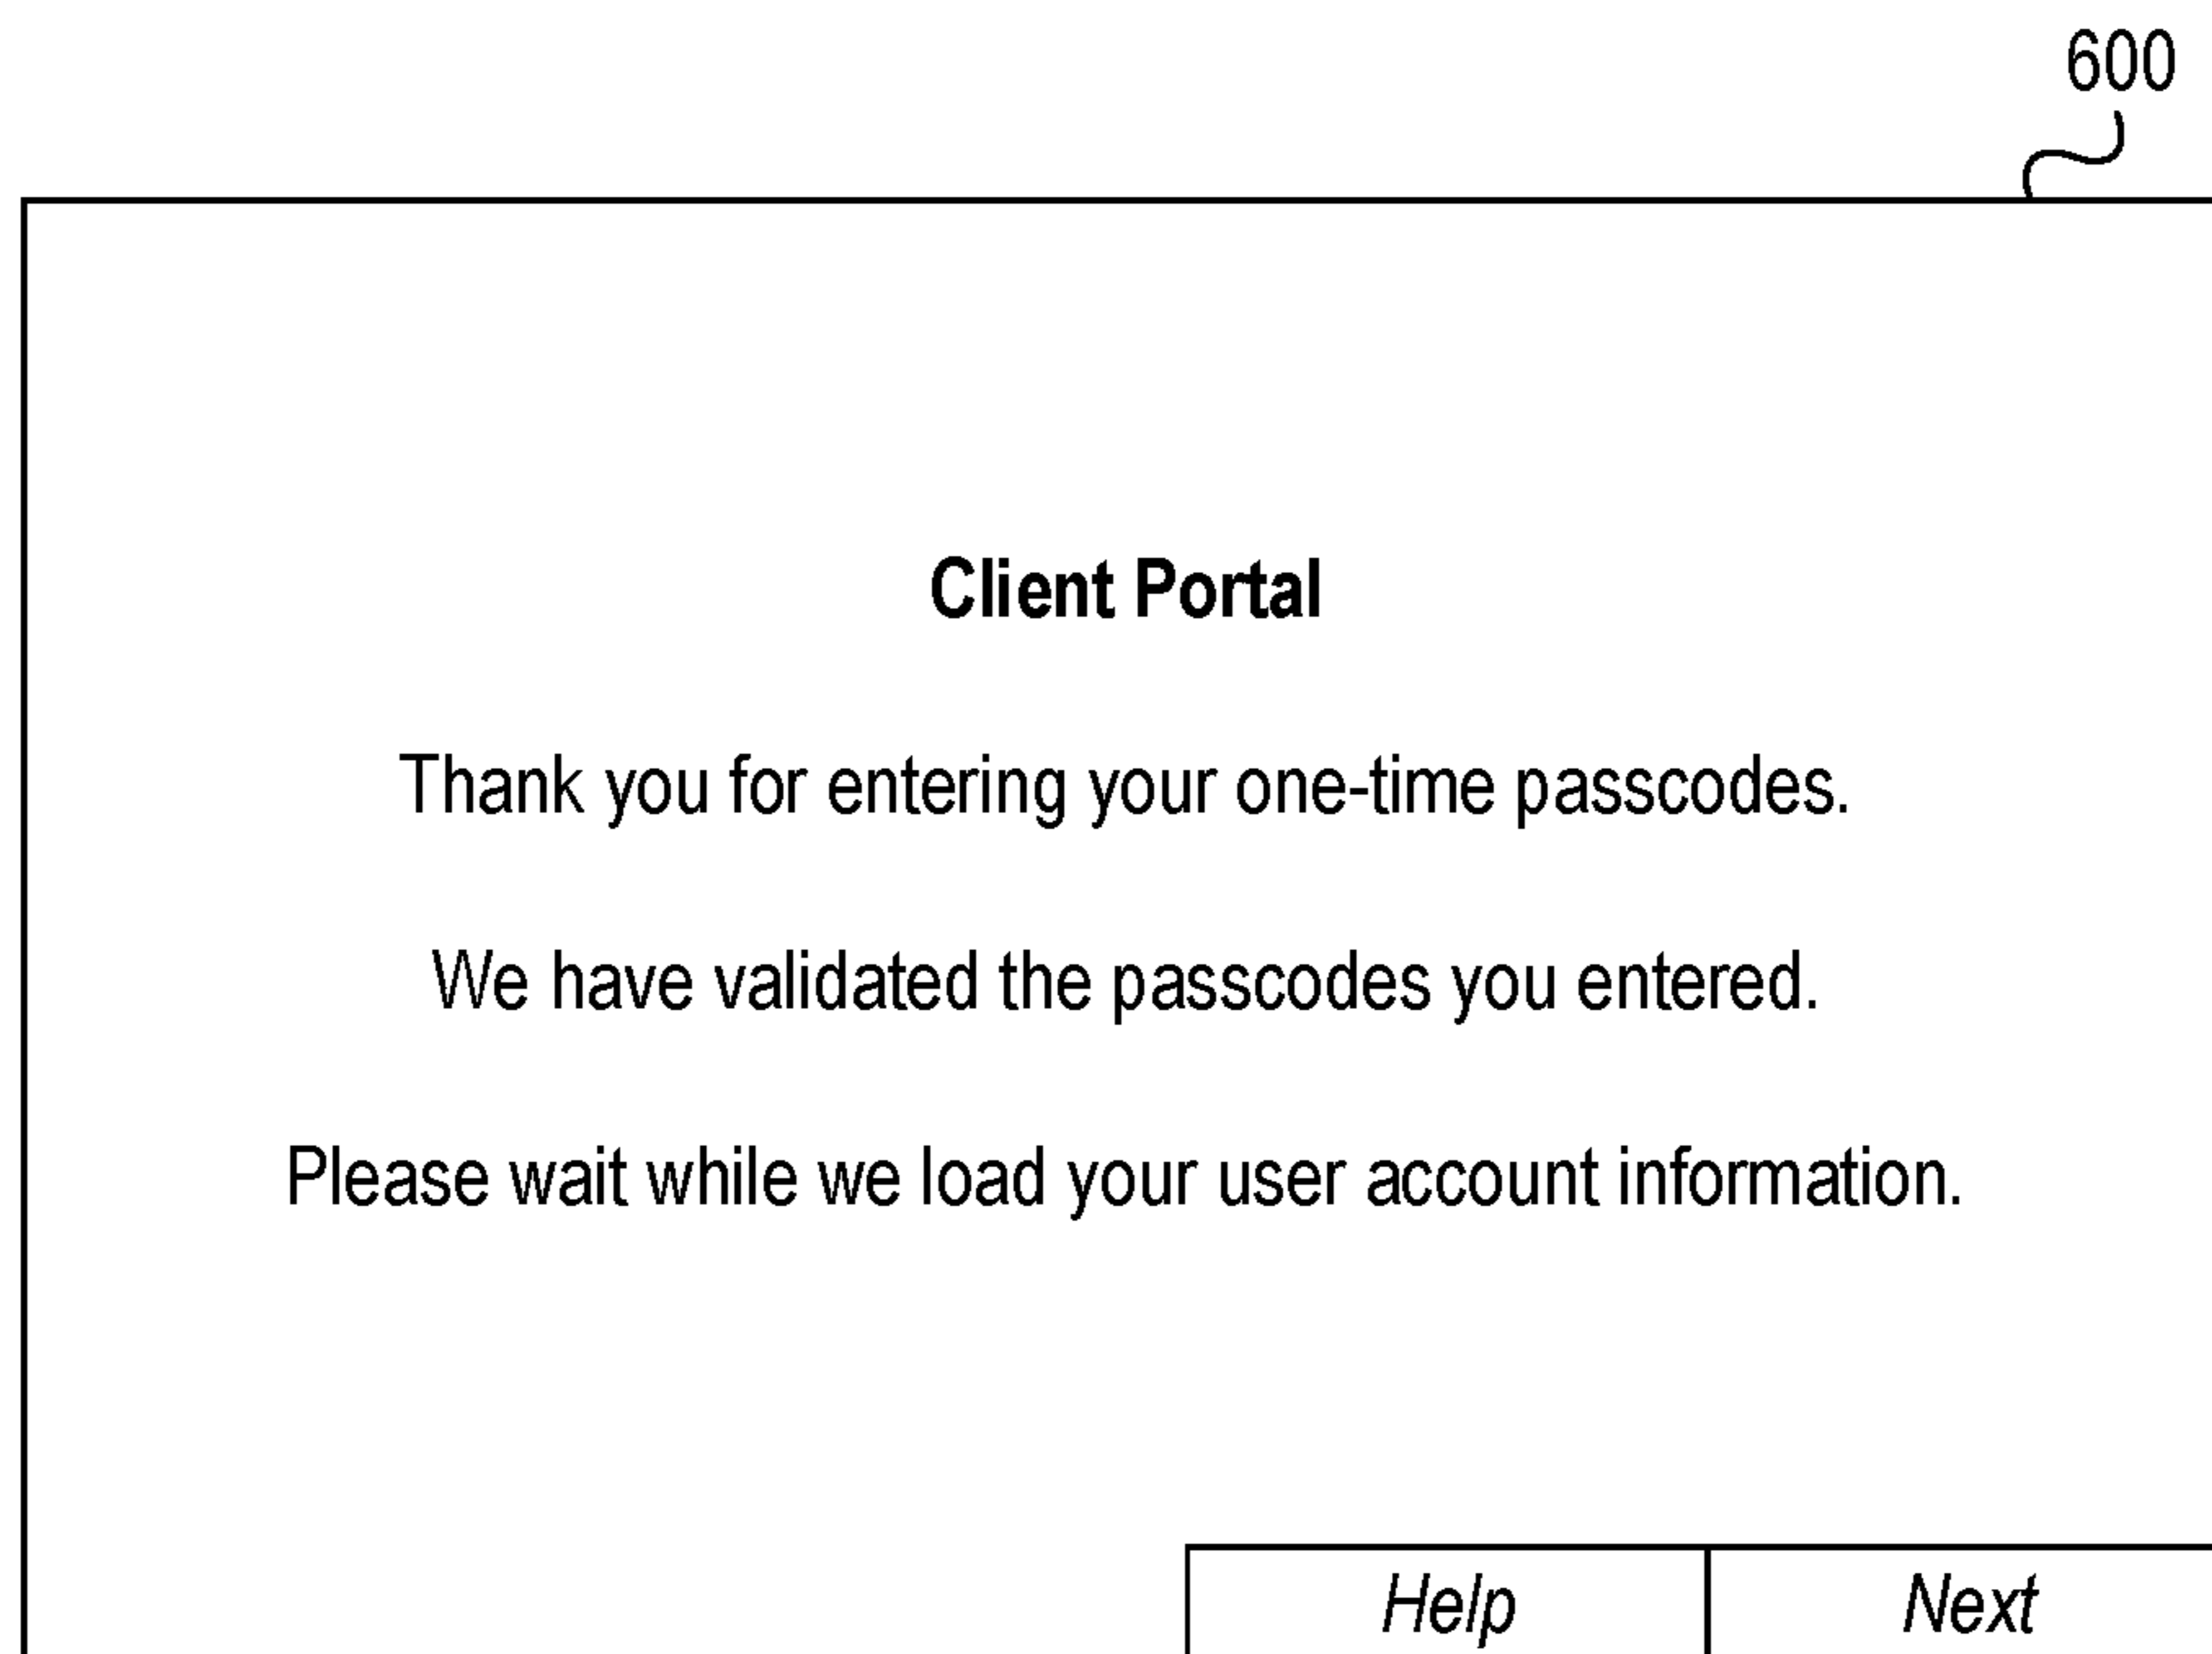 600
Client Portal
Thank you for entering your one-time passcodes.
We have validated the passcodes you entered.
Please wait while we load your user account information.
Help Next